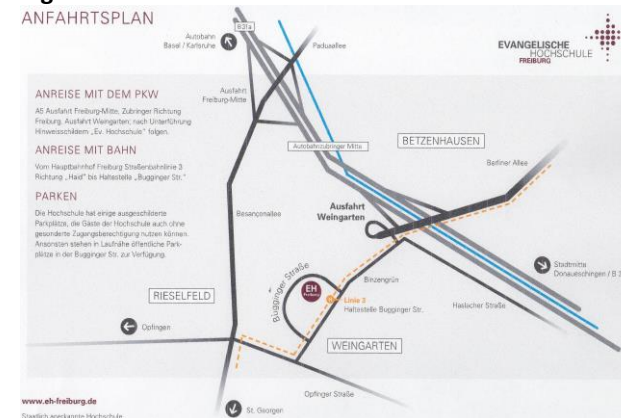 ANFAHRTSPLAN
B31a
Autobahn
Basel / Karlsruhe
Paduaallee
EVANGELISCHE
HOCHSCHULE
FREIBURG
ANREISE MIT DEM PKW
A5 Ausfahrt Freiburg-Mitte, Zubringer Richtung
Freiburg, Ausfahrt Weingarten; nach Unterführung
Hinweisschildern „Ev. Hochschule" folgen.
ANREISE MIT BAHN
Vom Hauptbahnhof Freiburg Straßenbahnlinie 3
Richtung „Haid" bis Haltestelle „Bugginger Str."
PARKEN
Die Hochschule hat einige ausgeschilderte
Parkplätze, die Gäste der Hochschule auch ohne
gesonderte Zugangsberechtigung nutzen können.
Ansonsten stehen in Laufnähe öffentliche Park-
plätze in der Bugginger Str. zur Verfügung.
Ausfahrt
Freiburg-Mitte
Autobahnzubringer Mitte
BETZENHAUSEN
Berliner Allee
Besançonallee
Ausfahrt
Weingarten
Stadtmitte
Donaueschingen / B 3
Bugginger Straße
Binzengrün
EH
Freiburg
Linie 3
Haltestelle Bugginger Str.
Haslacher Straße
RIESELFELD
Opfingen
WEINGARTEN
Opfinger Straße
www.eh-freiburg.de
St. Georgen
Staatlich anerkannte Hochschule